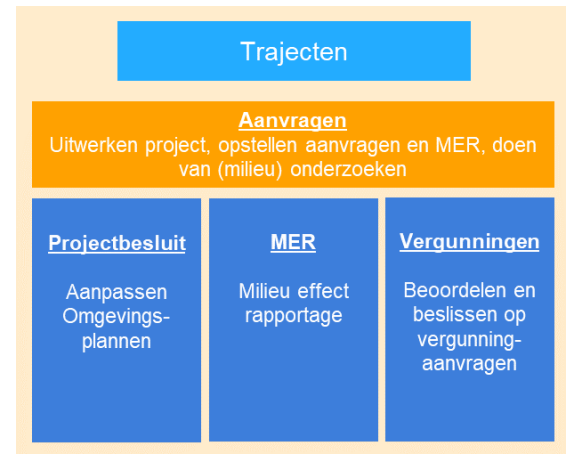 Trajecten
Aanvragen
Uitwerken project, opstellen aanvragen en MER, doen
van (milieu) onderzoeken
Projectbesluit
Aanpassen
Omgevings-
plannen
MER
Milieu effect
rapportage
Vergunningen
Beoordelen en
beslissen op
vergunning-
aanvragen